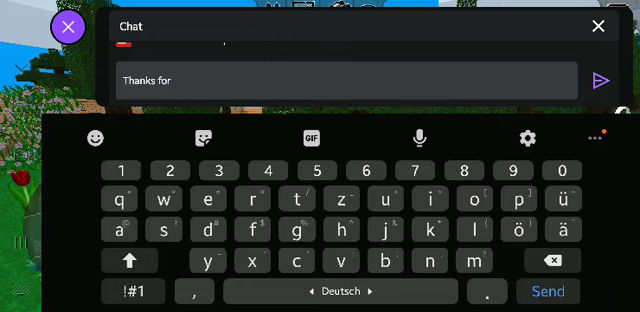 Chat
Thanks for
GIF
1 2 3 4 5 6 7 8 9 0
q w e r t z u i o p ü
a s d f g h j k l ö ä
y x c v b n m
!#1 , Deutsch . Send